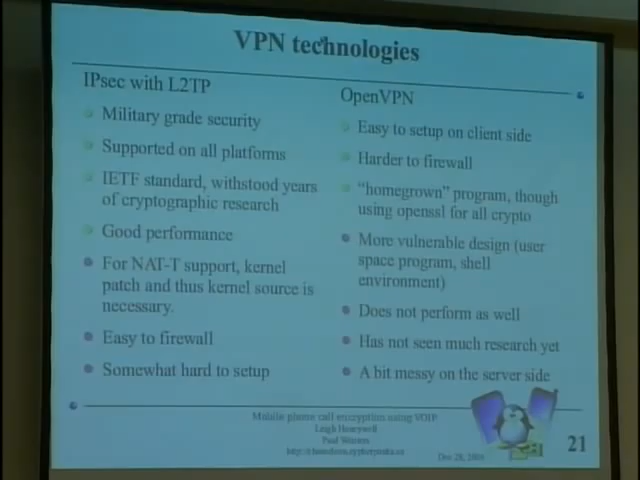 VPN technologies
IPsec with L2TP
Military grade security
Supported on all platforms
IETF standard, withstood years
of cryptographic research
Good performance
For NAT-T support, kernel
patch and thus kernel source is
necessary.
Easy to firewall
Somewhat hard to setup
OpenVPN
Easy to setup on client side
Harder to firewall
"homegrown" program, though
using openssl for all crypto
More vulnerable design (user
space program, shell
environment)
Does not perform as well
Has not seen much research yet
A bit messy on the server side
Mobile phone call encryption using VOIP
Leigh Honeywell
Paul Wouters
Dec 28,
21